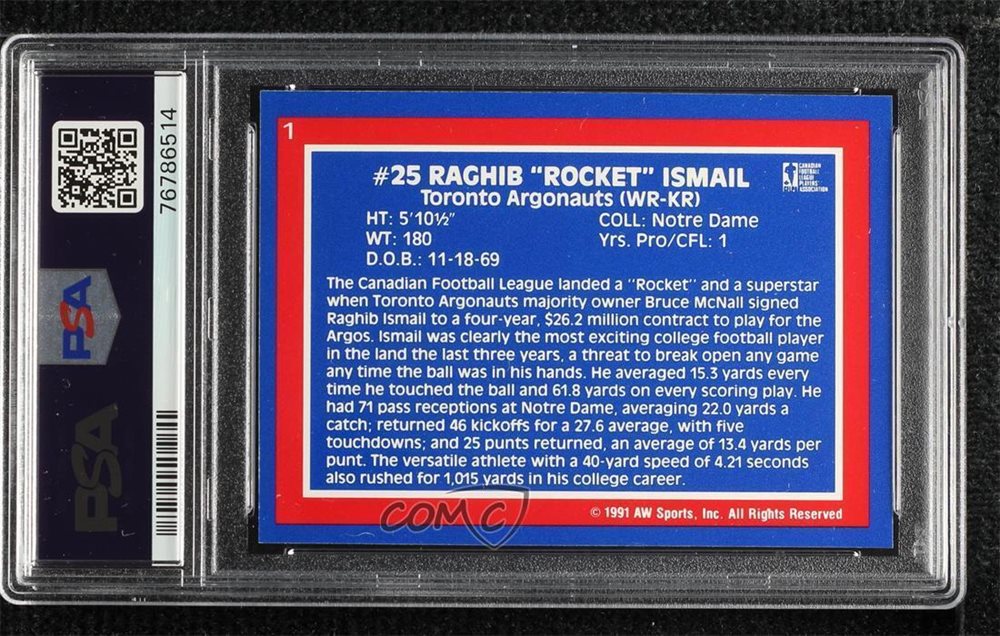 76786514
PSA
PSA
1
#25 RAGHIB "ROCKET" ISMAIL
CANADIAN
FOOTBALL
LEAGUE
PLAYERS'
ASSOCIATION
Toronto Argonauts (WR-KR)
HT: 5'10½" COLL: Notre Dame
WT: 180 Yrs. Pro/CFL: 1
D.O.B.: 11-18-69
The Canadian Football League landed a "Rocket" and a superstar
when Toronto Argonauts majority owner Bruce McNall signed
Raghib Ismail to a four-year, $26.2 million contract to play for the
Argos. Ismail was clearly the most exciting college football player
in the land the last three years, a threat to break open any game
any time the ball was in his hands. He averaged 15.3 yards every
time he touched the ball and 61.8 yards on every scoring play. He
had 71 pass receptions at Notre Dame, averaging 22.0 yards a
catch; returned 46 kickoffs for a 27.6 average, with five
touchdowns; and 25 punts returned, an average of 13.4 yards per
punt. The versatile athlete with a 40-yard speed of 4.21 seconds
also rushed for 1,015 yards in his college career.
COMC
© 1991 AW Sports, Inc. All Rights Reserved